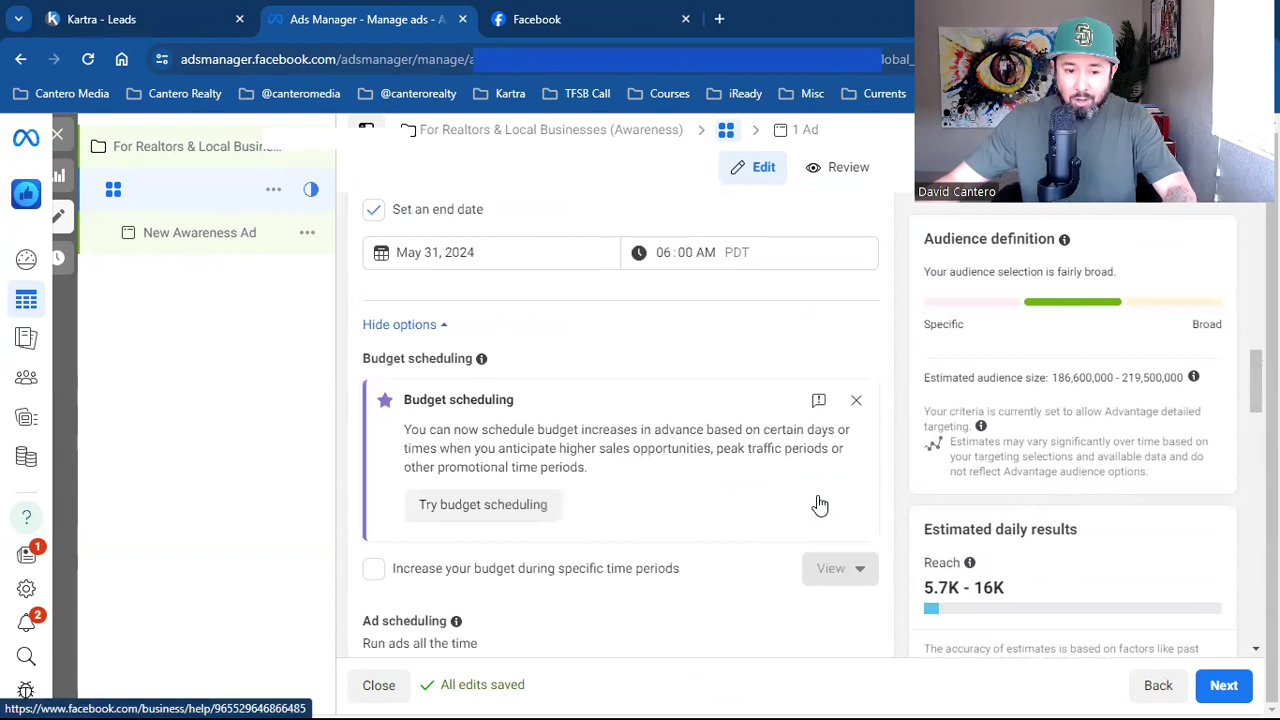 Kartra - Leads
Ads Manager - Manage ads - A
Facebook
adsmanager.facebook.com/adsmanager/manage/a
lobal_
Cantero Media
Cantero Realty
@canteromedia
@canterorealty
Kartra
TFSB Call
Courses
iReady
Misc
Currents
For Realtors & Local Busin...
For Realtors & Local Businesses (Awareness)
1 Ad
Edit
Review
New Awareness Ad
David Cantero
Set an end date
May 31, 2024
06:00 AM PDT
Hide options
Budget scheduling
Budget scheduling
You can now schedule budget increases in advance based on certain days or
times when you anticipate higher sales opportunities, peak traffic periods or
other promotional time periods.
Try budget scheduling
Increase your budget during specific time periods
View
Ad scheduling
Run ads all the time
Close
All edits saved
Back
Next
Audience definition
Your audience selection is fairly broad.
Specific
Broad
Estimated audience size: 186,600,000 - 219,500,000
Your criteria is currently set to allow Advantage detailed
targeting.
Estimates may vary significantly over time based on
your targeting selections and available data and do
not reflect Advantage audience options.
Estimated daily results
Reach
5.7K - 16K
The accuracy of estimates is based on factors like past
1
2
https://www.facebook.com/business/help/965529646866485